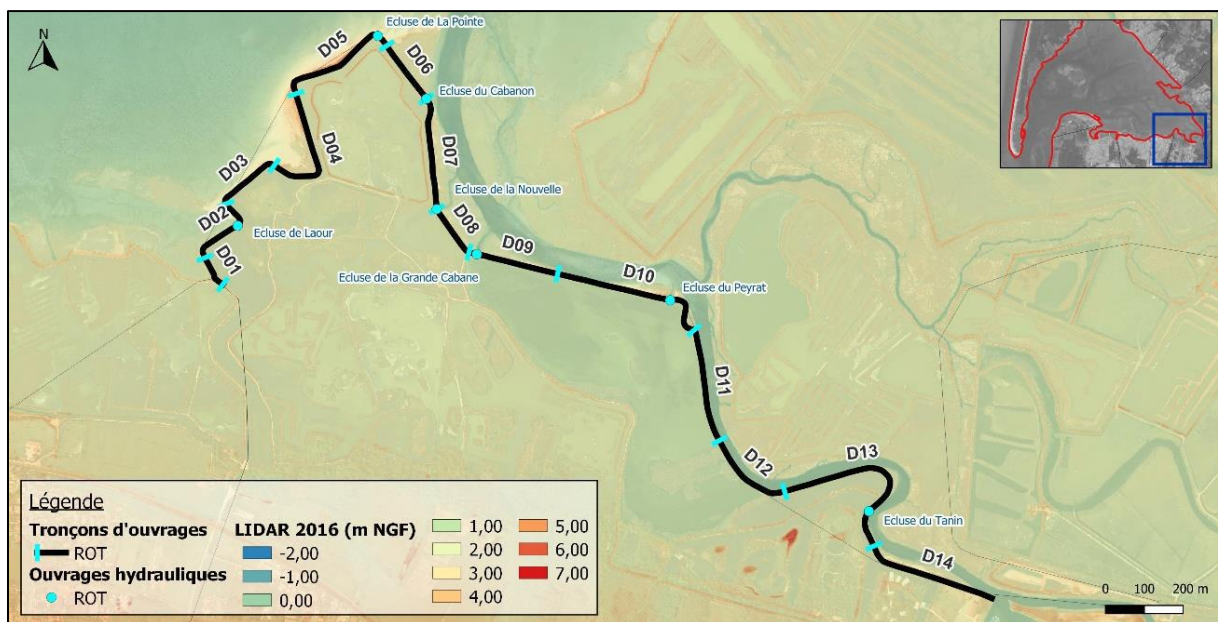 N
Ecluse de La Pointe
D05
D06
Ecluse du Cabanon
D04
D07
D03
Ecluse de la Nouvelle
D02
D08
Ecluse de Laour
D01
D09
Ecluse de la Grande Cabane
D10
Ecluse du Peyrat
D11
D12
D13
Ecluse du Tanin
D14
Légende
Tronçons d'ouvrages
ROT
Ouvrages hydrauliques
ROT
LIDAR 2016 (m NGF)
-2,00
-1,00
0,00
1,00
2,00
3,00
4,00
5,00
6,00
7,00
0 100 200 m